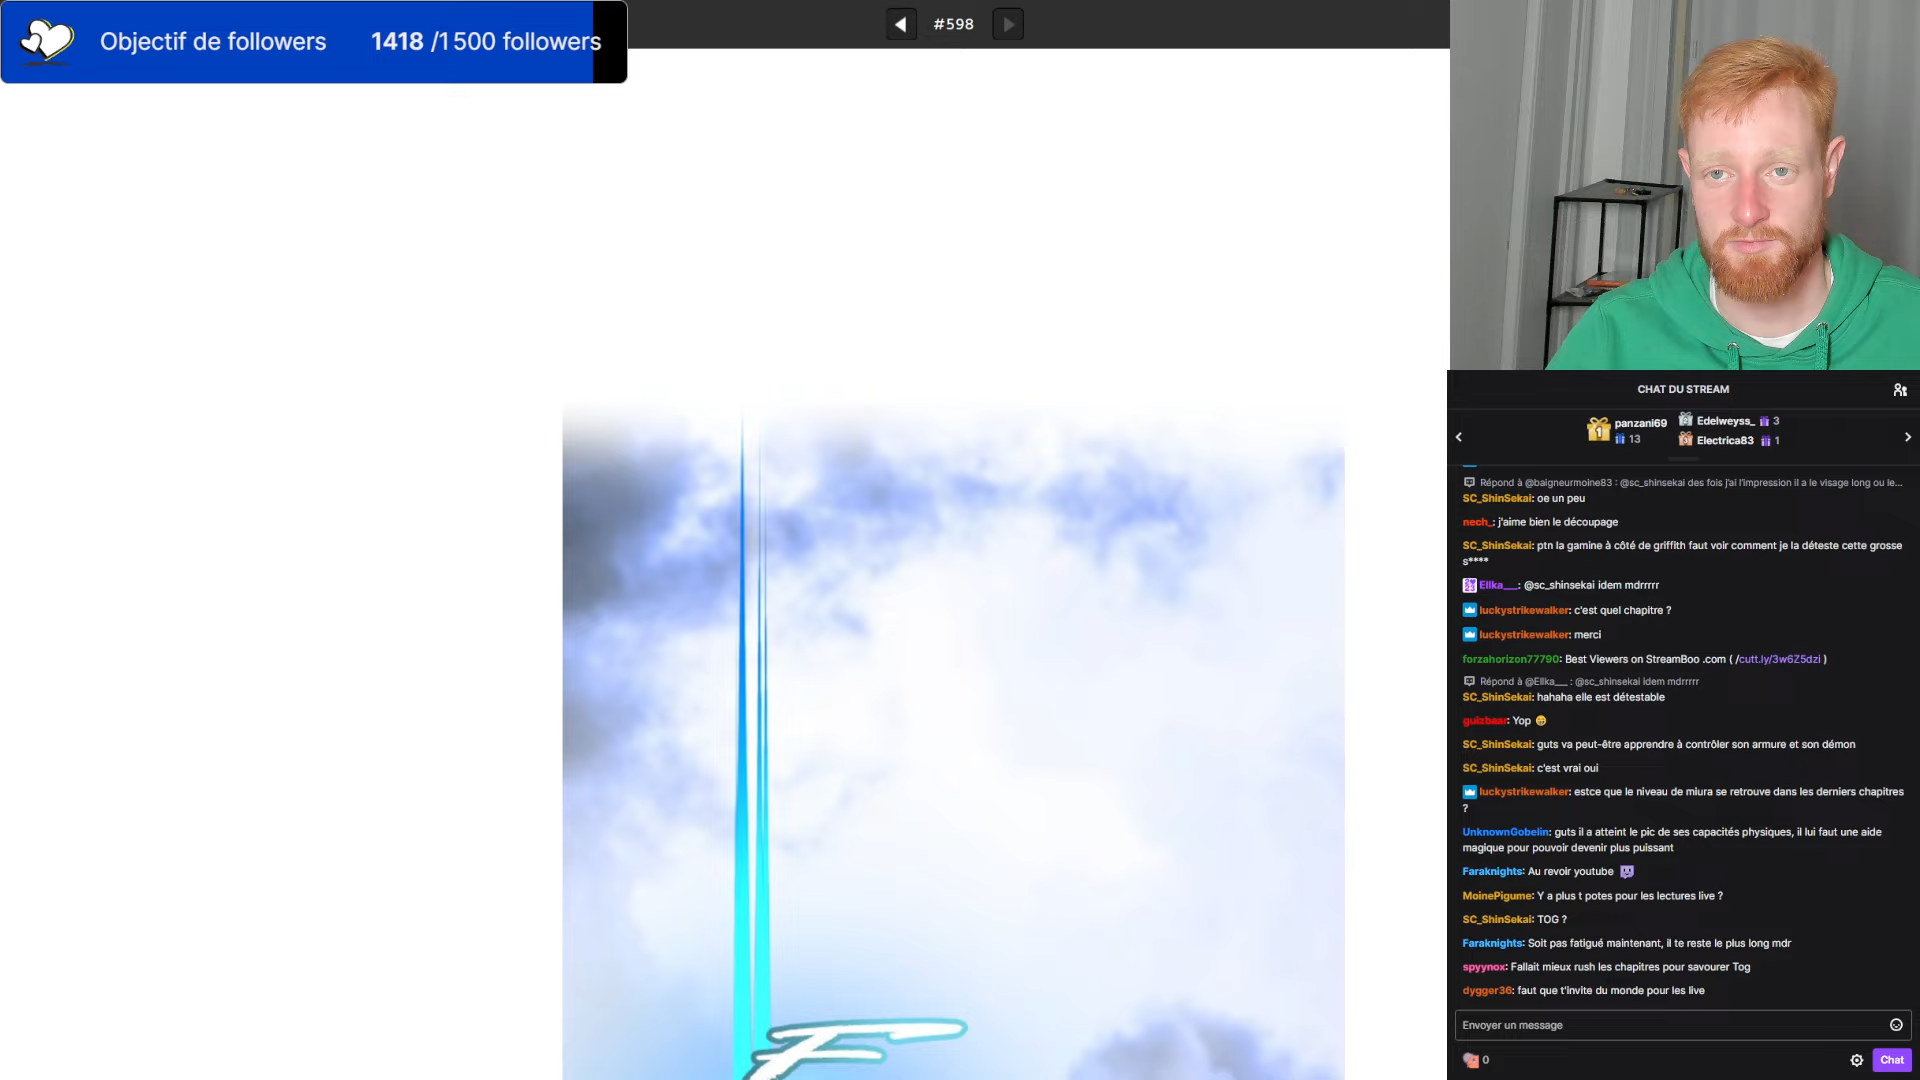 Objectif de followers 1418 /1 500 followers
#598
CHAT DU STREAM
panzani69
13
Edelweyss_ 3
Electrica83 1
Répond à @baigneurmoine83 : @sc_shinsekai des fois j'ai l'impression il a le visage long ou le...
SC_ShinSekai: oe un peu
nech_: j'aime bien le découpage
SC_ShinSekai: ptn la gamine à côté de griffith faut voir comment je la déteste cette grosse
s****
Ellka___: @sc_shinsekai idem mdrrrrr
luckystrikewalker: c'est quel chapitre ?
luckystrikewalker: merci
forzahorizon77790: Best Viewers on StreamBoo .com ( /cutt.ly/3w6Z5dzi )
Répond à @Ellka___ : @sc_shinsekai idem mdrrrrr
SC_ShinSekai: hahaha elle est détestable
guizbaar: Yop
SC_ShinSekai: guts va peut-être apprendre à contrôler son armure et son démon
SC_ShinSekai: c'est vrai oui
luckystrikewalker: estce que le niveau de miura se retrouve dans les derniers chapitres
?
UnknownGobelin: guts il a atteint le pic de ses capacités physiques, il lui faut une aide
magique pour pouvoir devenir plus puissant
Faraknights: Au revoir youtube
MoinePigume: Y a plus t potes pour les lectures live ?
SC_ShinSekai: TOG ?
Faraknights: Soit pas fatigué maintenant, il te reste le plus long mdr
spyynox: Fallait mieux rush les chapitres pour savourer Tog
dygger36: faut que t'invite du monde pour les live
Envoyer un message
0
Chat